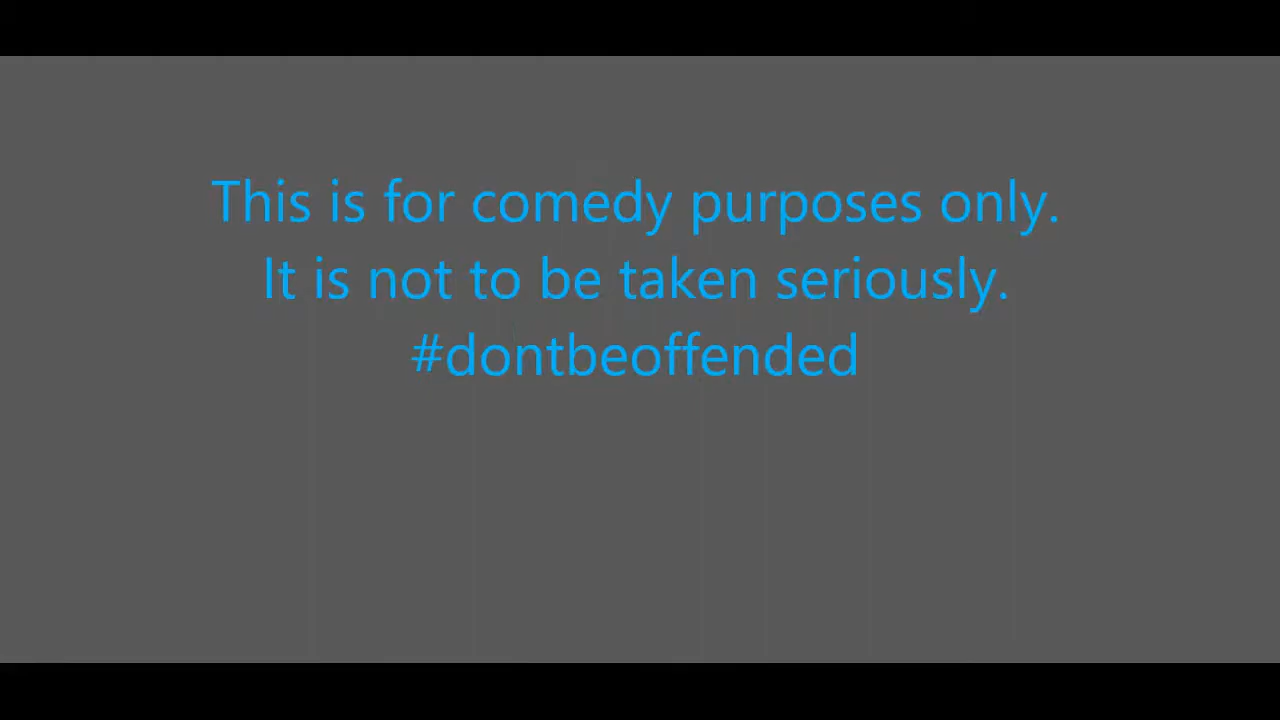 This is for comedy purposes only.
It is not to be taken seriously.
#dontbeoffended